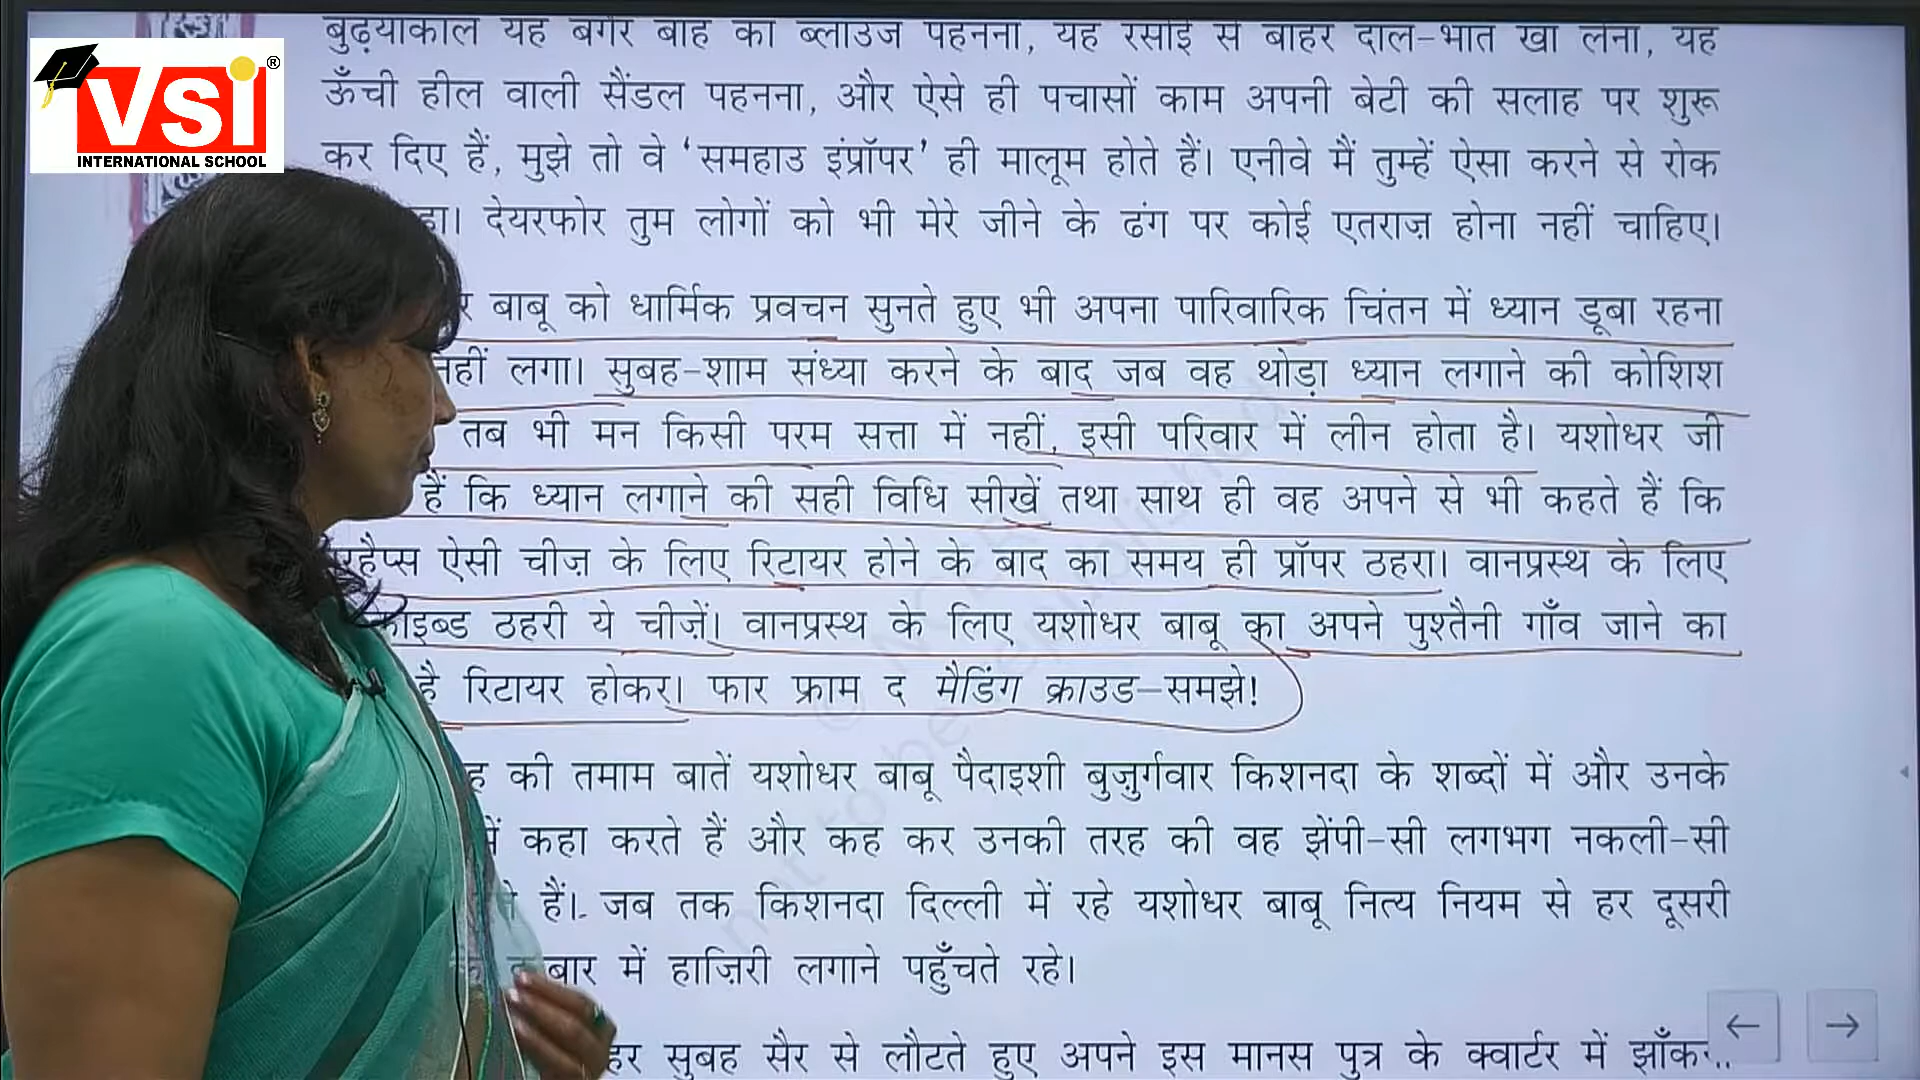 VSI
INTERNATIONAL SCHOOL
बुढ़याकाल यह बगैर बाँह का ब्लाउज पहनना, यह रसोई से बाहर दाल-भात खा लेना, यह
ऊँची हील वाली सैंडल पहनना, और ऐसे ही पचासों काम अपनी बेटी की सलाह पर शुरू
कर दिए हैं, मुझे तो वे ‘समहाउ इंप्रॉपर’ ही मालूम होते हैं। एनीवे मैं तुम्हें ऐसा करने से रोक
देयरफोर तुम लोगों को भी मेरे जीने के ढंग पर कोई एतराज़ होना नहीं चाहिए।
बाबू को धार्मिक प्रवचन सुनते हुए भी अपना पारिवारिक चिंतन में ध्यान डूबा रहना
नहीं लगा। सुबह-शाम संध्या करने के बाद जब वह थोड़ा ध्यान लगाने की कोशिश
तब भी मन किसी परम सत्ता में नहीं, इसी परिवार में लीन होता है। यशोधर जी
हैं कि ध्यान लगाने की सही विधि सीखें तथा साथ ही वह अपने से भी कहते हैं कि
ऐसी चीज़ के लिए रिटायर होने के बाद का समय ही प्रॉपर ठहरा। वानप्रस्थ के लिए
ठहरी ये चीज़ें। वानप्रस्थ के लिए यशोधर बाबू का अपने पुश्तैनी गाँव जाने का
है रिटायर होकर। फार फ्राम द मैडिंग क्राउड–समझे!
की तमाम बातें यशोधर बाबू पैदाइशी बुज़ुर्गवार किशनदा के शब्दों में और उनके
में कहा करते हैं और कह कर उनकी तरह की वह झेंपी-सी लगभग नकली-सी
हैं। जब तक किशनदा दिल्ली में रहे यशोधर बाबू नित्य नियम से हर दूसरी
में हाज़िरी लगाने पहुँचते रहे।
हर सुबह सैर से लौटते हुए अपने इस मानस पुत्र के क्वार्टर में